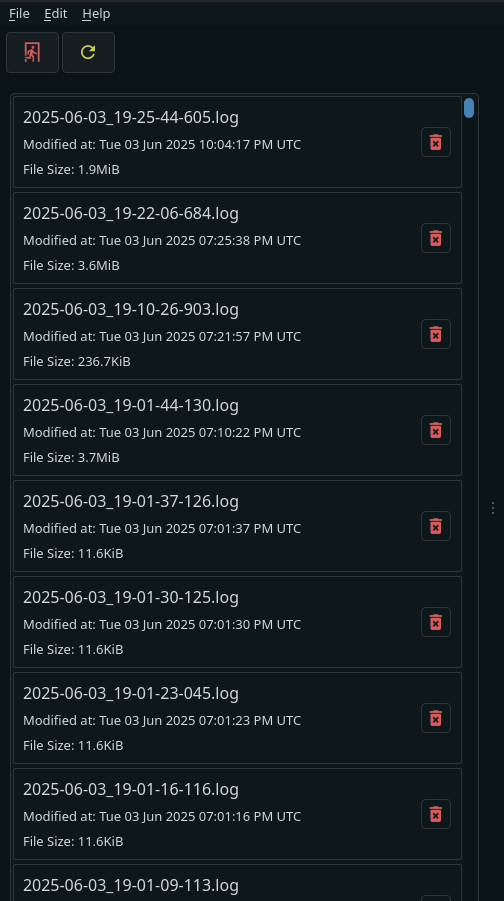 File Edit Help
2025-06-03_19-25-44-605.log
Modified at: Tue 03 Jun 2025 10:04:17 PM UTC
File Size: 1.9MiB
2025-06-03_19-22-06-684.log
Modified at: Tue 03 Jun 2025 07:25:38 PM UTC
File Size: 3.6MiB
2025-06-03_19-10-26-903.log
Modified at: Tue 03 Jun 2025 07:21:57 PM UTC
File Size: 236.7KiB
2025-06-03_19-01-44-130.log
Modified at: Tue 03 Jun 2025 07:10:22 PM UTC
File Size: 3.7MiB
2025-06-03_19-01-37-126.log
Modified at: Tue 03 Jun 2025 07:01:37 PM UTC
File Size: 11.6KiB
2025-06-03_19-01-30-125.log
Modified at: Tue 03 Jun 2025 07:01:30 PM UTC
File Size: 11.6KiB
2025-06-03_19-01-23-045.log
Modified at: Tue 03 Jun 2025 07:01:23 PM UTC
File Size: 11.6KiB
2025-06-03_19-01-16-116.log
Modified at: Tue 03 Jun 2025 07:01:16 PM UTC
File Size: 11.6KiB
2025-06-03_19-01-09-113.log